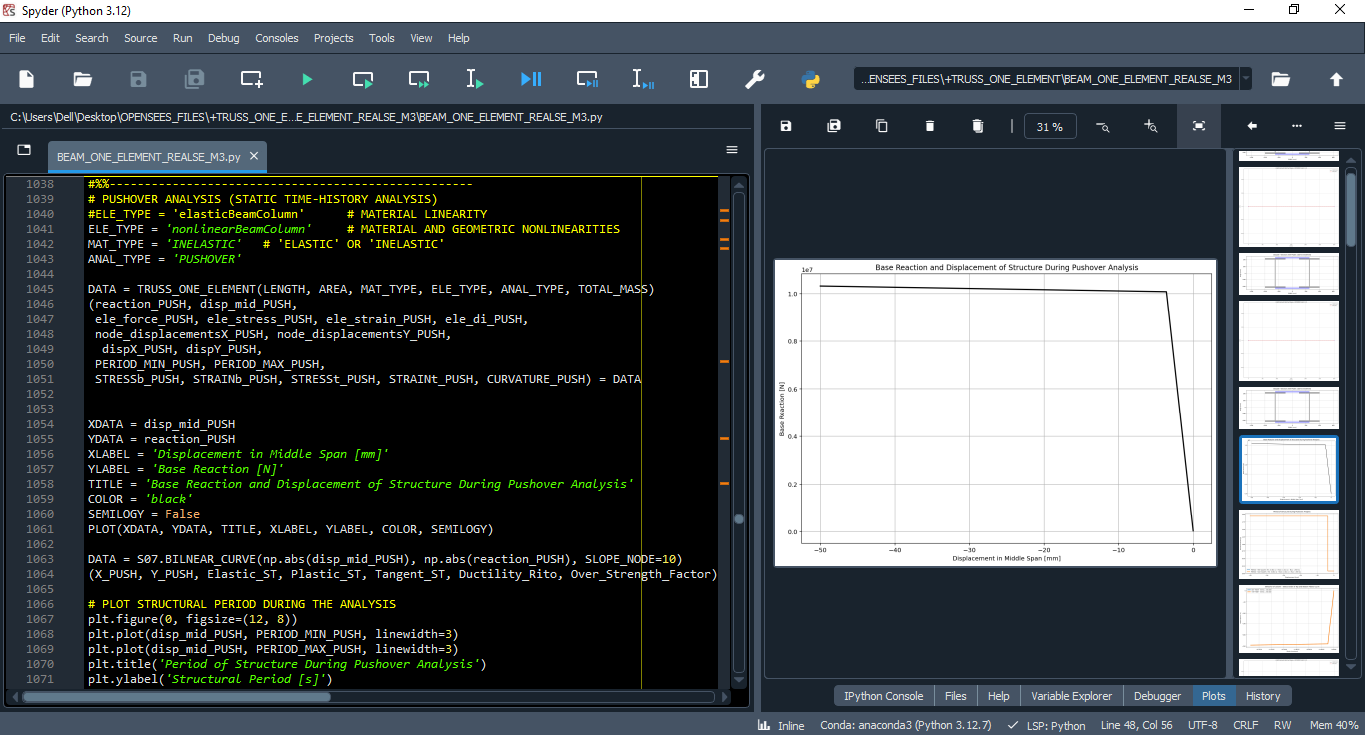 Spyder (Python 3.12)
File Edit Search Source Run Debug Consoles Projects Tools View Help
...ENSEES_FILES\+TRUSS_ONE_ELEMENT\BEAM_ONE_ELEMENT_REALSE_M3
C:\Users\Dell\Desktop\OPENSEES_FILES\+TRUSS_ONE_E...E_ELEMENT_REALSE_M3\BEAM_ONE_ELEMENT_REALSE_M3.py
BEAM_ONE_ELEMENT_REALSE_M3.py
1038 #%%----------------------------------------------------
1039 # PUSHOVER ANALYSIS (STATIC TIME-HISTORY ANALYSIS)
1040 #ELE_TYPE = 'elasticBeamColumn'      # MATERIAL LINEARITY
1041 ELE_TYPE = 'nonlinearBeamColumn'     # MATERIAL AND GEOMETRIC NONLINEARITIES
1042 MAT_TYPE = 'INELASTIC'   # 'ELASTIC' OR 'INELASTIC'
1043 ANAL_TYPE = 'PUSHOVER'
1044
1045 DATA = TRUSS_ONE_ELEMENT(LENGTH, AREA, MAT_TYPE, ELE_TYPE, ANAL_TYPE, TOTAL_MASS)
1046 (reaction_PUSH, disp_mid_PUSH,
1047  ele_force_PUSH, ele_stress_PUSH, ele_strain_PUSH, ele_di_PUSH,
1048  node_displacementsX_PUSH, node_displacementsY_PUSH,
1049   dispX_PUSH, dispY_PUSH,
1050  PERIOD_MIN_PUSH, PERIOD_MAX_PUSH,
1051  STRESSb_PUSH, STRAINb_PUSH, STRESSt_PUSH, STRAINt_PUSH, CURVATURE_PUSH) = DATA
1052
1053
1054 XDATA = disp_mid_PUSH
1055 YDATA = reaction_PUSH
1056 XLABEL = 'Displacement in Middle Span [mm]'
1057 YLABEL = 'Base Reaction [N]'
1058 TITLE = 'Base Reaction and Displacement of Structure During Pushover Analysis'
1059 COLOR = 'black'
1060 SEMILOGY = False
1061 PLOT(XDATA, YDATA, TITLE, XLABEL, YLABEL, COLOR, SEMILOGY)
1062
1063 DATA = S07.BILNEAR_CURVE(np.abs(disp_mid_PUSH), np.abs(reaction_PUSH), SLOPE_NODE=10)
1064 (X_PUSH, Y_PUSH, Elastic_ST, Plastic_ST, Tangent_ST, Ductility_Rito, Over_Strength_Factor)
1065
1066 # PLOT STRUCTURAL PERIOD DURING THE ANALYSIS
1067 plt.figure(0, figsize=(12, 8))
1068 plt.plot(disp_mid_PUSH, PERIOD_MIN_PUSH, linewidth=3)
1069 plt.plot(disp_mid_PUSH, PERIOD_MAX_PUSH, linewidth=3)
1070 plt.title('Period of Structure During Pushover Analysis')
1071 plt.ylabel('Structural Period [s]')
31 %
1e7
Base Reaction and Displacement of Structure During Pushover Analysis
1.0
0.8
0.6
0.4
0.2
0.0
Base Reaction [N]
−50 −40 −30 −20 −10 0
Displacement in Middle Span [mm]
IPython Console Files Help Variable Explorer Debugger Plots History
Inline Conda: anaconda3 (Python 3.12.7) LSP: Python Line 48, Col 56 UTF-8 CRLF RW Mem 40%